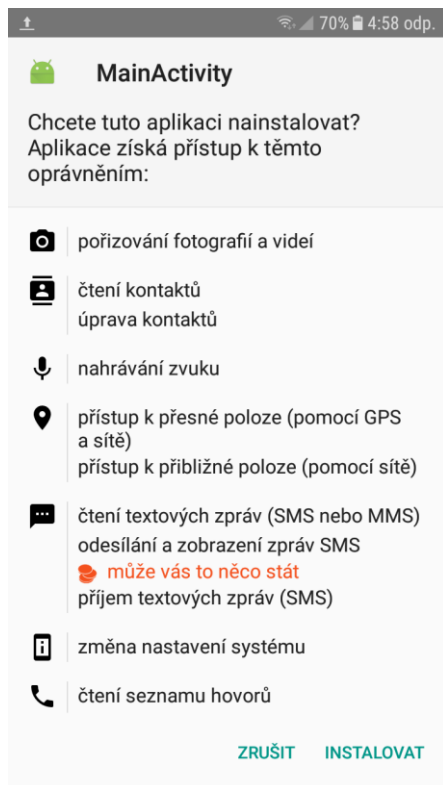 70% 4:58 odp.
MainActivity
Chcete tuto aplikaci nainstalovat?
Aplikace získá přístup k těmto
oprávněním:
pořizování fotografií a videí
čtení kontaktů
úprava kontaktů
nahrávání zvuku
přístup k přesné poloze (pomocí GPS
a sítě)
přístup k přibližné poloze (pomocí sítě)
čtení textových zpráv (SMS nebo MMS)
odesílání a zobrazení zpráv SMS
může vás to něco stát
příjem textových zpráv (SMS)
změna nastavení systému
čtení seznamu hovorů
ZRUŠIT INSTALOVAT